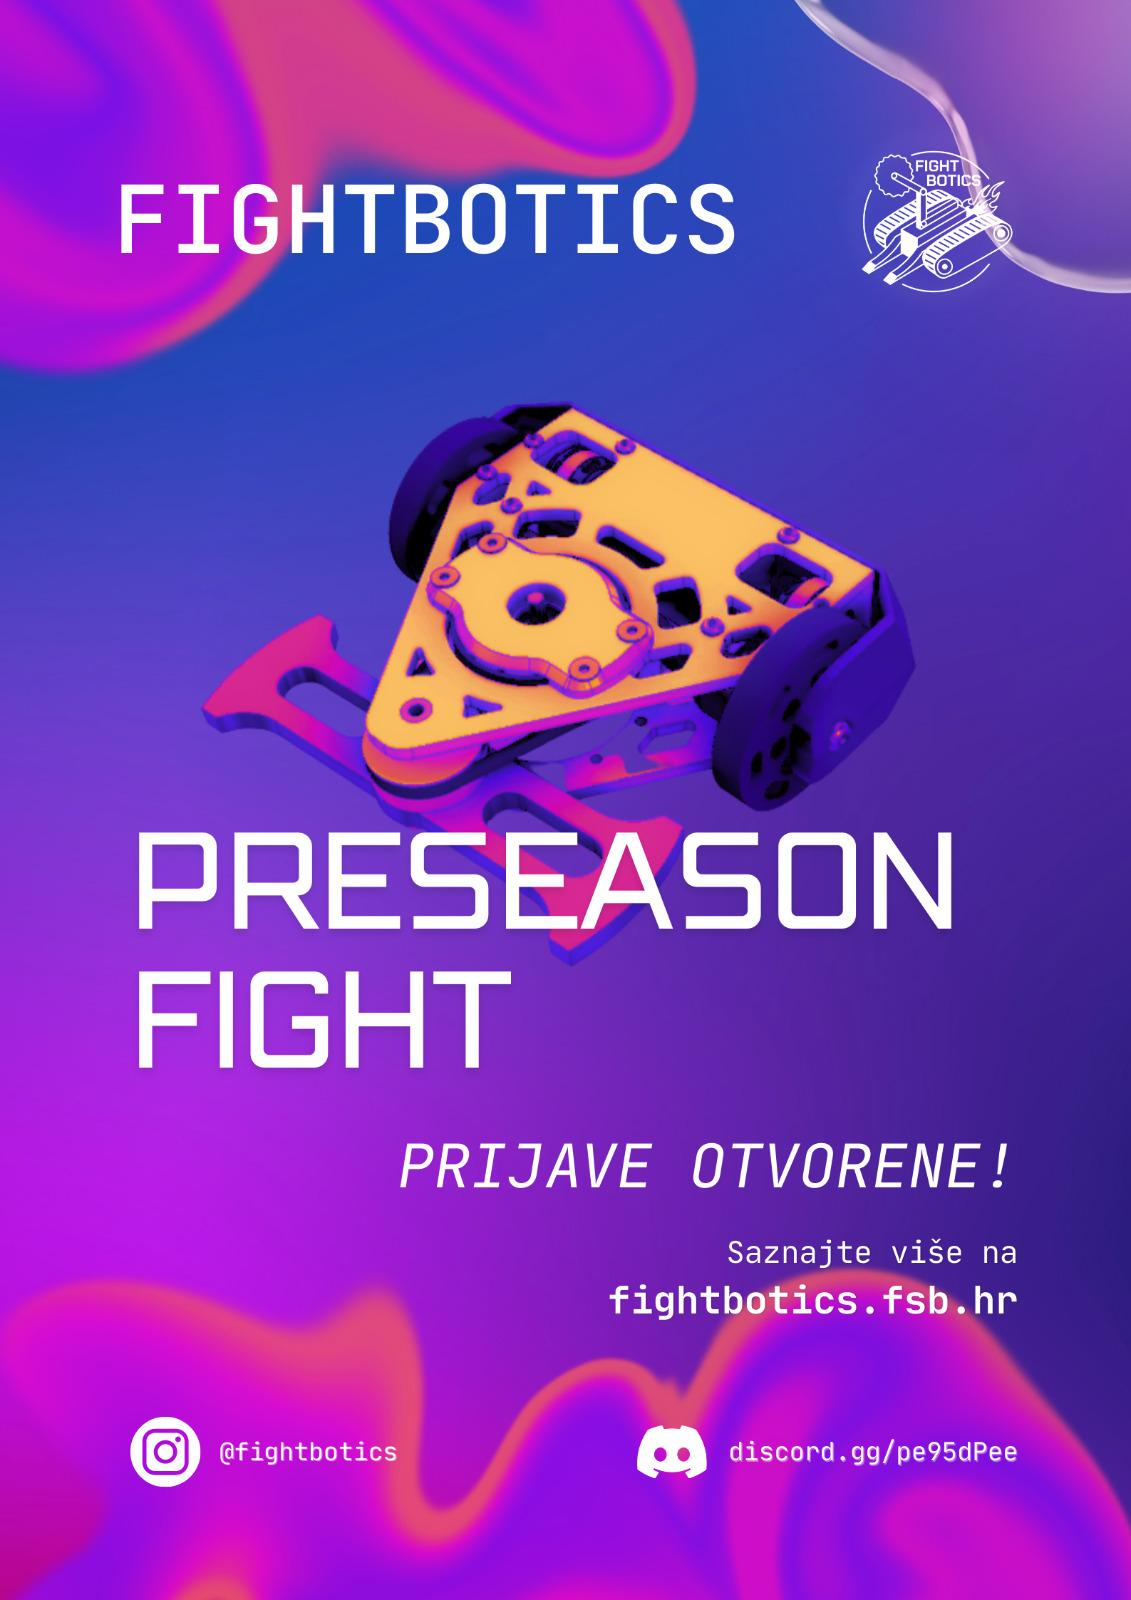 FIGHTBOTICS
FIGHT
BOTICS
PRESEASON
FIGHT
PRIJAVE OTVORENE!
Saznajte više na
fightbotics.fsb.hr
@fightbotics
discord.gg/pe95dPee